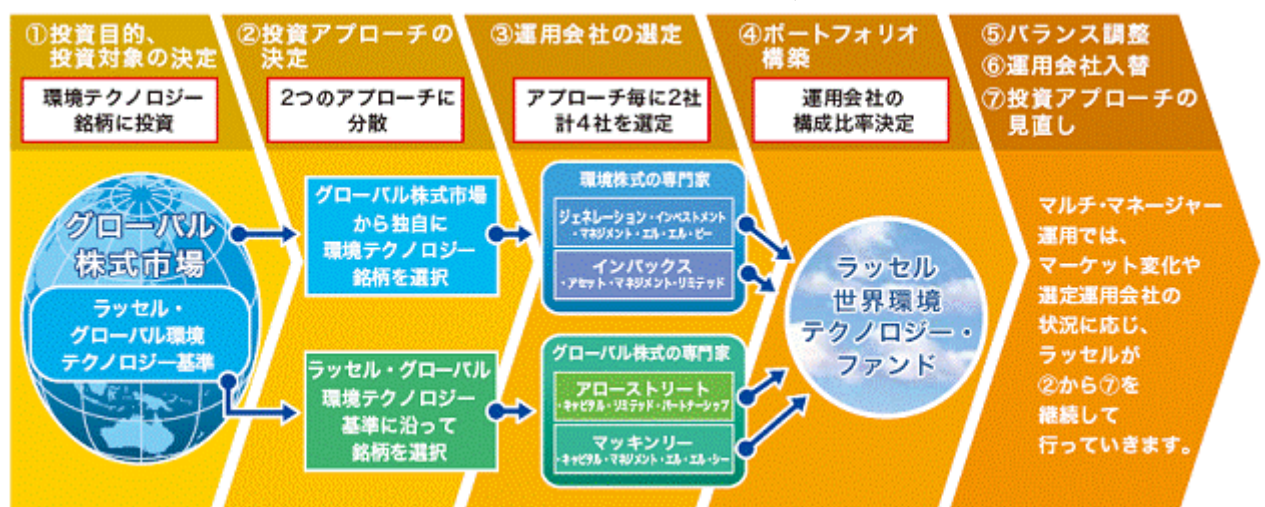 ①投資目的、
投資対象の決定
環境テクノロジー
銘柄に投資
グローバル
株式市場
ラッセル・
グローバル環境
テクノロジー基準
②投資アプローチの
決定
2つのアプローチに
分散
グローバル株式市場
から独自に
環境テクノロジー
銘柄を選択
ラッセル・グローバル
環境テクノロジー
基準に沿って
銘柄を選択
③運用会社の選定
アプローチ毎に2社
計4社を選定
環境株式の専門家
ジェネレーション・インベストメント
・マネジメント・エル・エル・ピー
インパックス
・アセット・マネジメント・リミテッド
グローバル株式の専門家
アローストリート
・キャピタル・リミテッド・パートナーシップ
マッキンリー
・キャピタル・マネジメント・エル・エル・シー
④ポートフォリオ
構築
運用会社の
構成比率決定
ラッセル
世界環境
テクノロジー・
ファンド
⑤バランス調整
⑥運用会社入替
⑦投資アプローチの
見直し
マルチ・マネージャー
運用では、
マーケット変化や
選定運用会社の
状況に応じ、
ラッセルが
②から⑦を
継続して
行っていきます。